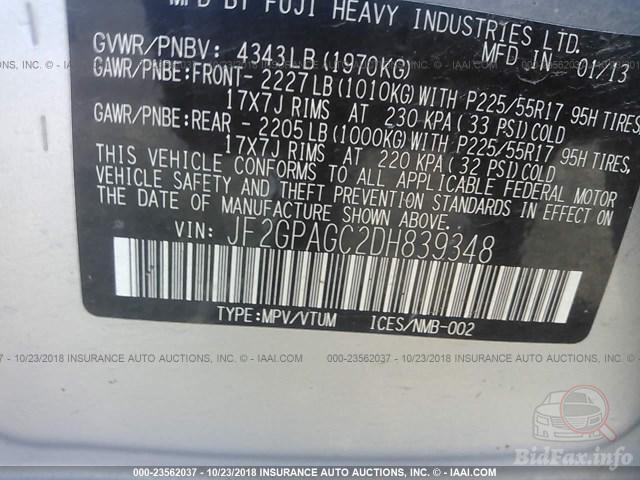 MFD BY FUJI HEAVY INDUSTRIES LTD.
MFD. IN 01/13
GVWR/PNBV: 4343LB(1970KG)
GAWR/PNBE:FRONT- 2227LB(1010KG)WITH P225/55R17 95H TIRES,
17X7J RIMS AT 230 KPA(33 PSI)COLD
GAWR/PNBE:REAR - 2205LB(1000KG)WITH P225/55R17 95H TIRES,
17X7J RIMS AT 220 KPA(32 PSI)COLD
THIS VEHICLE CONFORMS TO ALL APPLICABLE FEDERAL MOTOR
VEHICLE SAFETY AND THEFT PREVENTION STANDARDS IN EFFECT ON
THE DATE OF MANUFACTURE SHOWN ABOVE.
VIN: JF2GPAGC2DH839348
TYPE:MPV/VTUM ICES/NMB-002
000-23562037 - 10/23/2018 INSURANCE AUTO AUCTIONS - © IAAI.COM
BidFax.info